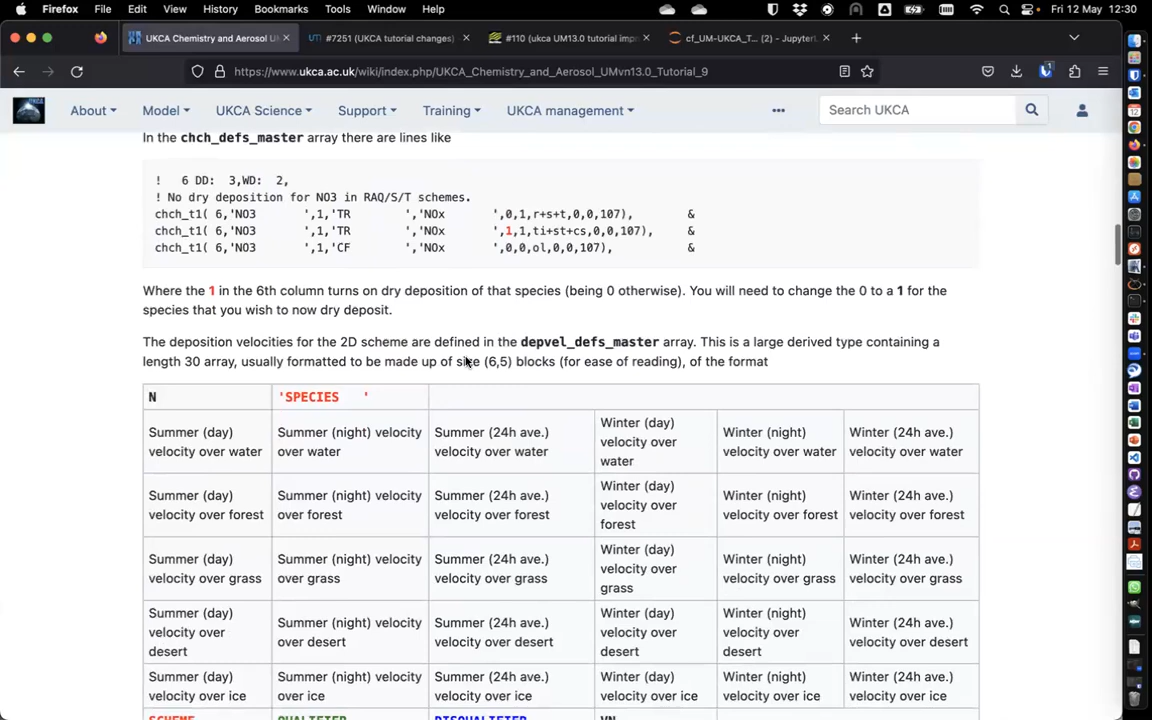 Firefox File Edit View History Bookmarks Tools Window Help Fri 12 May 12:30
UKCA Chemistry and Aerosol U #7251 (UKCA tutorial changes) #110 (ukca UM13.0 tutorial impr cf_UM-UKCA_T... (2) - Jupyterl
https://www.ukca.ac.uk/wiki/index.php/UKCA_Chemistry_and_Aerosol_UMvn13.0_Tutorial_9
About Model UKCA Science Support Training UKCA management Search UKCA
In the chch_defs_master array there are lines like
! 6 DD: 3,WD: 2,
! No dry deposition for NO3 in RAQ/S/T schemes.
chch_t1( 6,'NO3 ',1,'TR ','NOx ',0,1,r+s+t,0,0,107), &
chch_t1( 6,'NO3 ',1,'TR ','NOx ',1,1,ti+st+cs,0,0,107), &
chch_t1( 6,'NO3 ',1,'CF ','NOx ',0,0,ol,0,0,107), &
Where the 1 in the 6th column turns on dry deposition of that species (being 0 otherwise). You will need to change the 0 to a 1 for the
species that you wish to now dry deposit.
The deposition velocities for the 2D scheme are defined in the depvel_defs_master array. This is a large derived type containing a
length 30 array, usually formatted to be made up of size (6,5) blocks (for ease of reading), of the format
N 'SPECIES '
Summer (day) velocity over water Summer (night) velocity over water Summer (24h ave.) velocity over water Winter (day) velocity over water Winter (night) velocity over water Winter (24h ave.) velocity over water
Summer (day) velocity over forest Summer (night) velocity over forest Summer (24h ave.) velocity over forest Winter (day) velocity over forest Winter (night) velocity over forest Winter (24h ave.) velocity over forest
Summer (day) velocity over grass Summer (night) velocity over grass Summer (24h ave.) velocity over grass Winter (day) velocity over grass Winter (night) velocity over grass Winter (24h ave.) velocity over grass
Summer (day) velocity over desert Summer (night) velocity over desert Summer (24h ave.) velocity over desert Winter (day) velocity over desert Winter (night) velocity over desert Winter (24h ave.) velocity over desert
Summer (day) velocity over ice Summer (night) velocity over ice Summer (24h ave.) velocity over ice Winter (day) velocity over ice Winter (night) velocity over ice Winter (24h ave.) velocity over ice
SCHEME QUALIFIER DISQUALIFIER VN